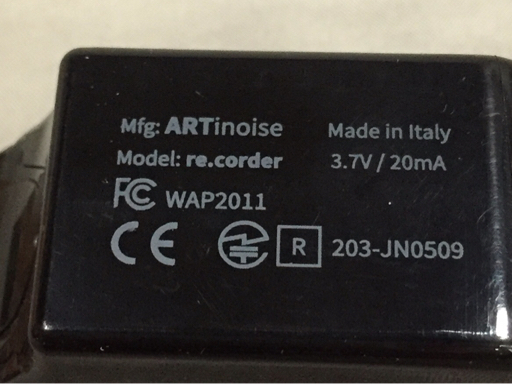 Mfg: ARTinoise
Made in Italy
Model: re.corder
3.7V / 20mA
FC WAP2011
CE R 203-JN0509